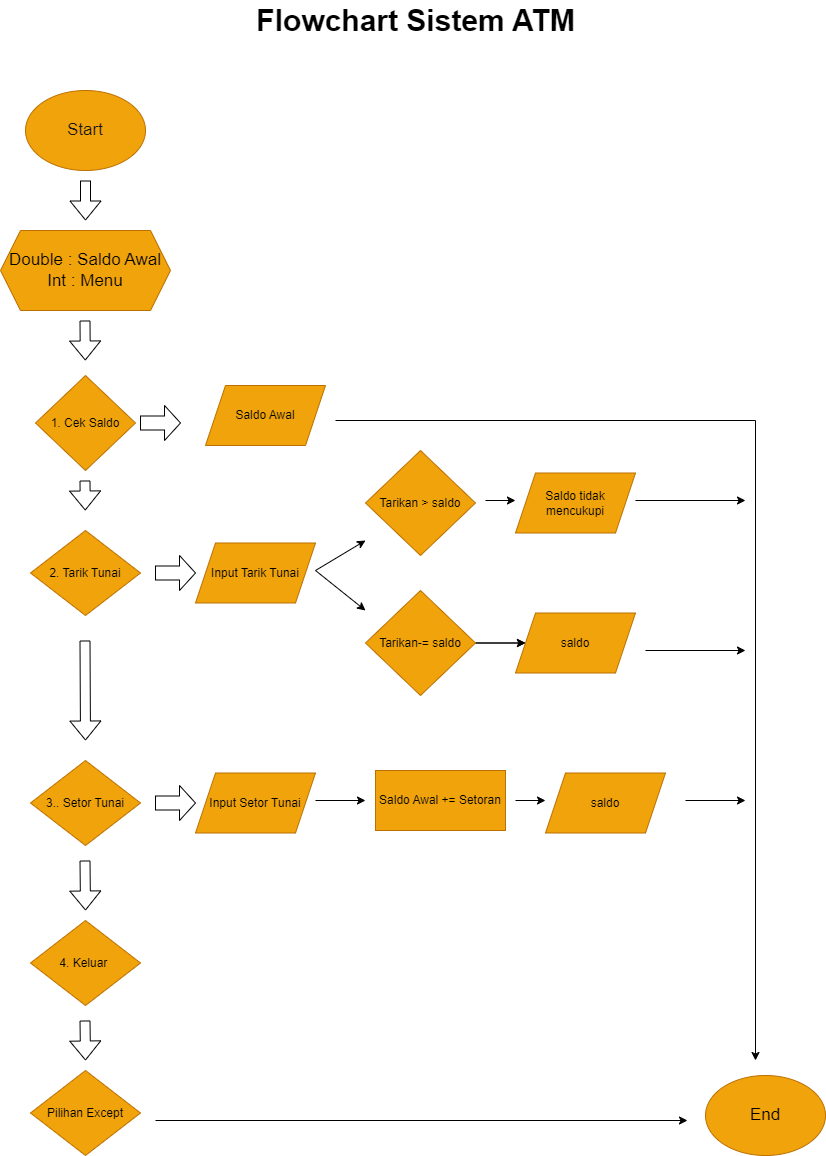 Flowchart Sistem ATM
Start
Double : Saldo Awal
Int : Menu
1. Cek Saldo
Saldo Awal
Tarikan > saldo
Saldo tidak
mencukupi
2. Tarik Tunai
Input Tarik Tunai
Tarikan-= saldo
saldo
3.. Setor Tunai
Input Setor Tunai
Saldo Awal += Setoran
saldo
4. Keluar
Pilihan Except
End